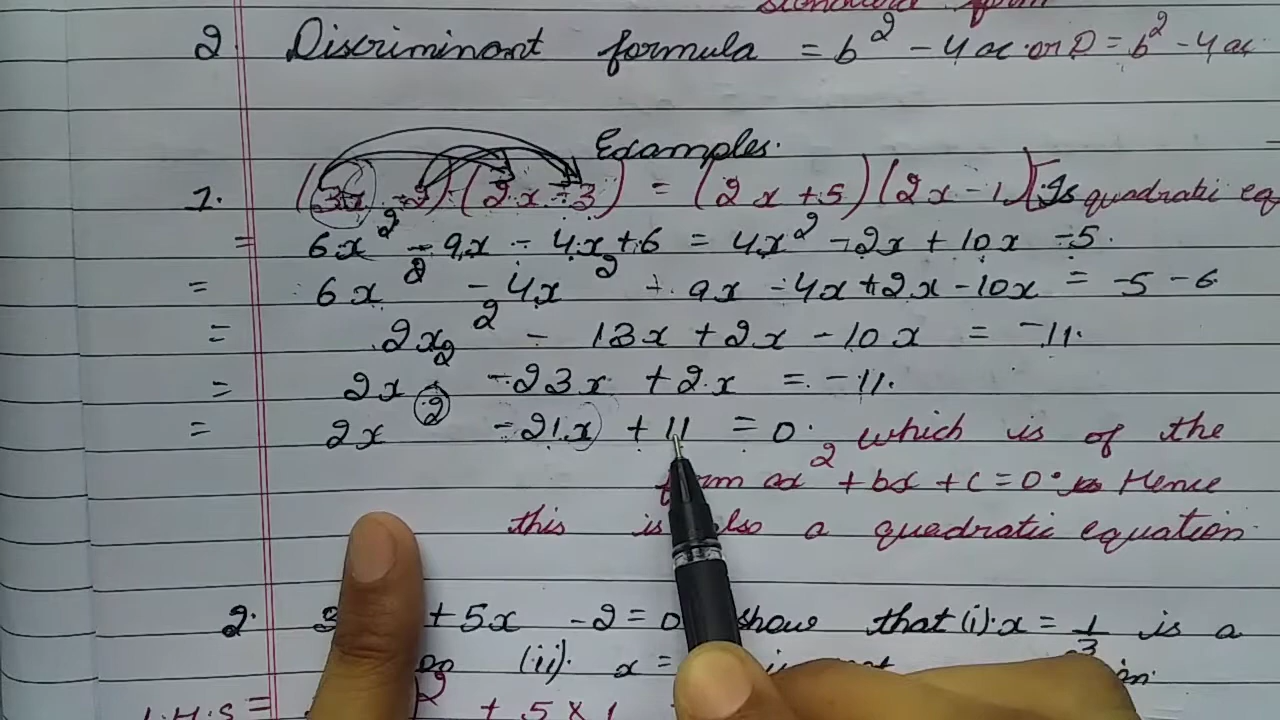 standard form
2 Discriminant formula = b² - 4ac or D = b² - 4ac
Examples.
1. (3x - 2) (2x - 3) = (2x + 5) (2x - 1) [Is quadratic eq
= 6x² - 9x - 4x + 6 = 4x² - 2x + 10x - 5.
= 6x² - 4x² + 9x - 4x + 2x - 10x = -5 - 6
= 2x² - 13x + 2x - 10x = -11.
= 2x² - 23x + 2x = -11.
= 2x² - 21x + 11 = 0. which is of the
form ax² + bx + c = 0. Hence
this is also a quadratic equation.
2. 3 + 5x - 2 = 0 show that (i). x = 1/3 is a
(ii). x =
L.H.S = + 5 × 1